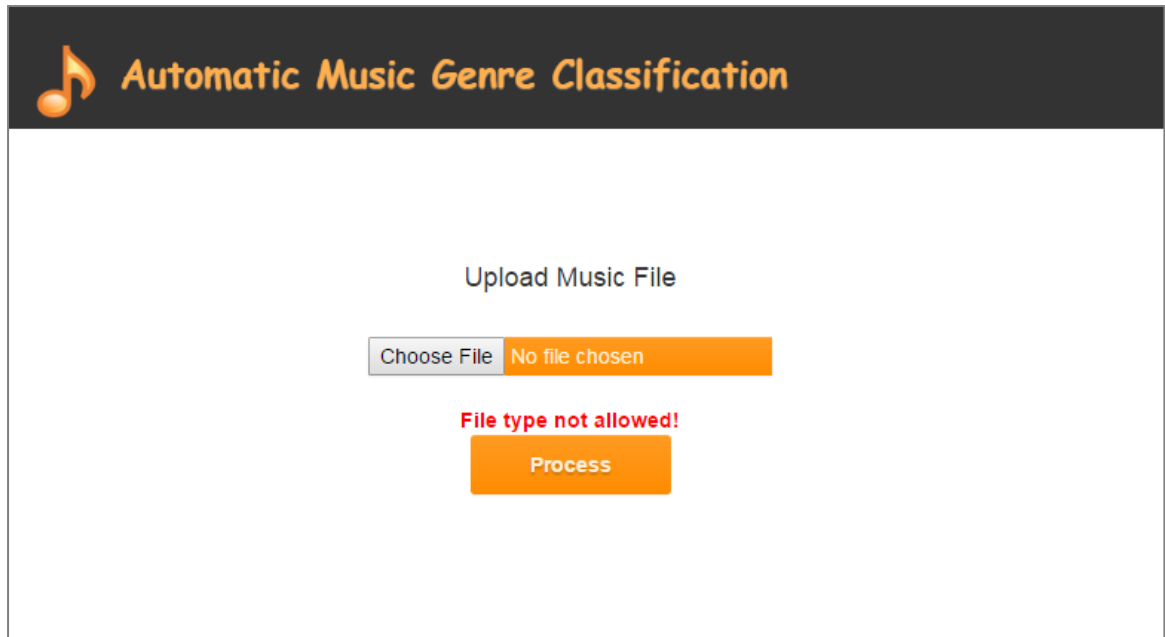 Automatic Music Genre Classification
Upload Music File
Choose File No file chosen
File type not allowed!
Process